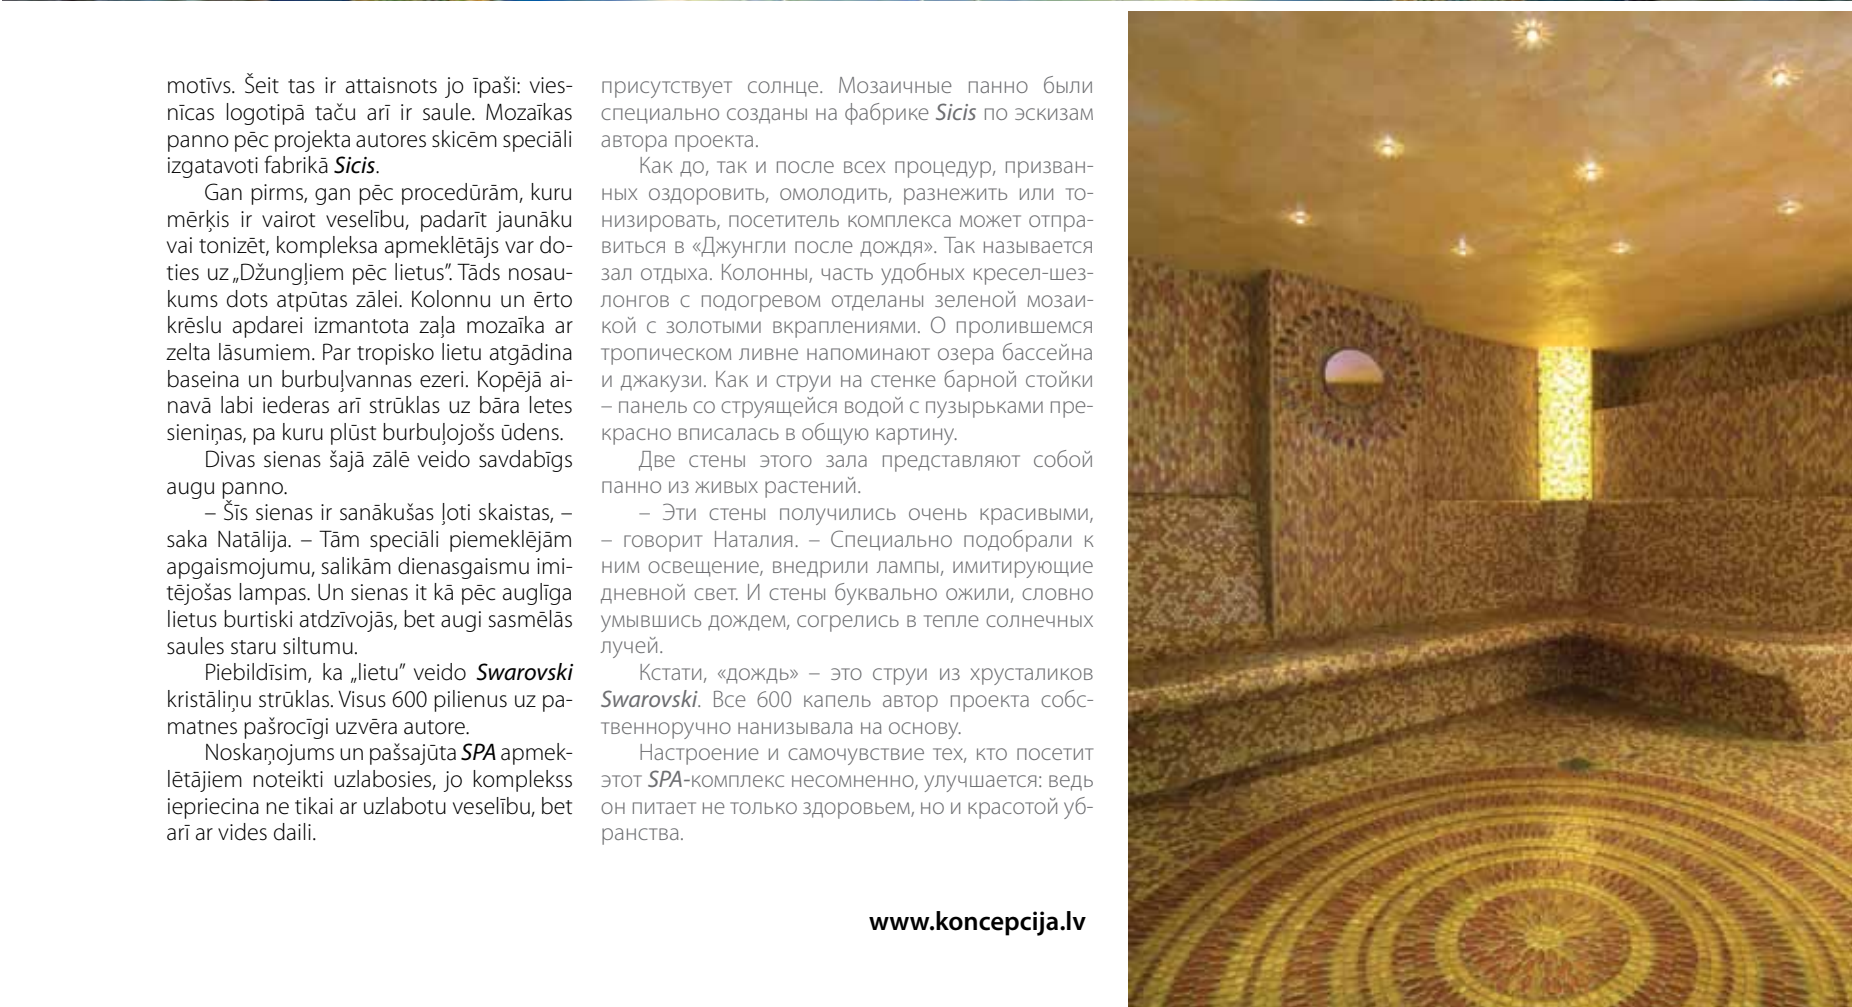 motīvs. Šeit tas ir attaisnots jo īpaši: vies-
nīcas logotipā taču arī ir saule. Mozaīkas
panno pēc projekta autores skicēm speciāli
izgatavoti fabrikā Sicis.
Gan pirms, gan pēc procedūrām, kuru
mērķis ir vairot veselību, padarīt jaunāku
vai tonizēt, kompleksa apmeklētājs var do-
ties uz „Džungļiem pēc lietus”. Tāds nosau-
kums dots atpūtas zālei. Kolonnu un ērto
krēslu apdarei izmantota zaļa mozaīka ar
zelta lāsumiem. Par tropisko lietu atgādina
baseina un burbuļvannas ezeri. Kopējā ai-
navā labi iederas arī strūklas uz bāra letes
sieniņas, pa kuru plūst burbuļojošs ūdens.
Divas sienas šajā zālē veido savdabīgs
augu panno.
– Šīs sienas ir sanākušas ļoti skaistas, –
saka Natālija. – Tām speciāli piemeklējām
apgaismojumu, salikām dienasgaismu imi-
tējošas lampas. Un sienas it kā pēc auglīga
lietus burtiski atdzīvojās, bet augi sasmēlās
saules staru siltumu.
Piebildīsim, ka „lietu” veido Swarovski
kristāliņu strūklas. Visus 600 pilienus uz pa-
matnes pašrocīgi uzvēra autore.
Noskaņojums un pašsajūta SPA apmek-
lētājiem noteikti uzlabosies, jo komplekss
iepriecina ne tikai ar uzlabotu veselību, bet
arī ar vides daili.
присутствует солнце. Мозаичные панно были
специально созданы на фабрике Sicis по эскизам
автора проекта.
Как до, так и после всех процедур, призван-
ных оздоровить, омолодить, разнежить или то-
низировать, посетитель комплекса может отпра-
виться в «Джунгли после дождя». Так называется
зал отдыха. Колонны, часть удобных кресел-шез-
лонгов с подогревом отделаны зеленой мозаи-
кой с золотыми вкраплениями. О пролившемся
тропическом ливне напоминают озера бассейна
и джакузи. Как и струи на стенке барной стойки
– панель со струящейся водой с пузырьками пре-
красно вписалась в общую картину.
Две стены этого зала представляют собой
панно из живых растений.
– Эти стены получились очень красивыми,
– говорит Наталия. – Специально подобрали к
ним освещение, внедрили лампы, имитирующие
дневной свет. И стены буквально ожили, словно
умывшись дождем, согрелись в тепле солнечных
лучей.
Кстати, «дождь» – это струи из хрусталиков
Swarovski. Все 600 капель автор проекта собс-
твенноручно нанизывала на основу.
Настроение и самочувствие тех, кто посетит
этот SPA-комплекс несомненно, улучшается: ведь
он питает не только здоровьем, но и красотой уб-
ранства.
www.koncepcija.lv